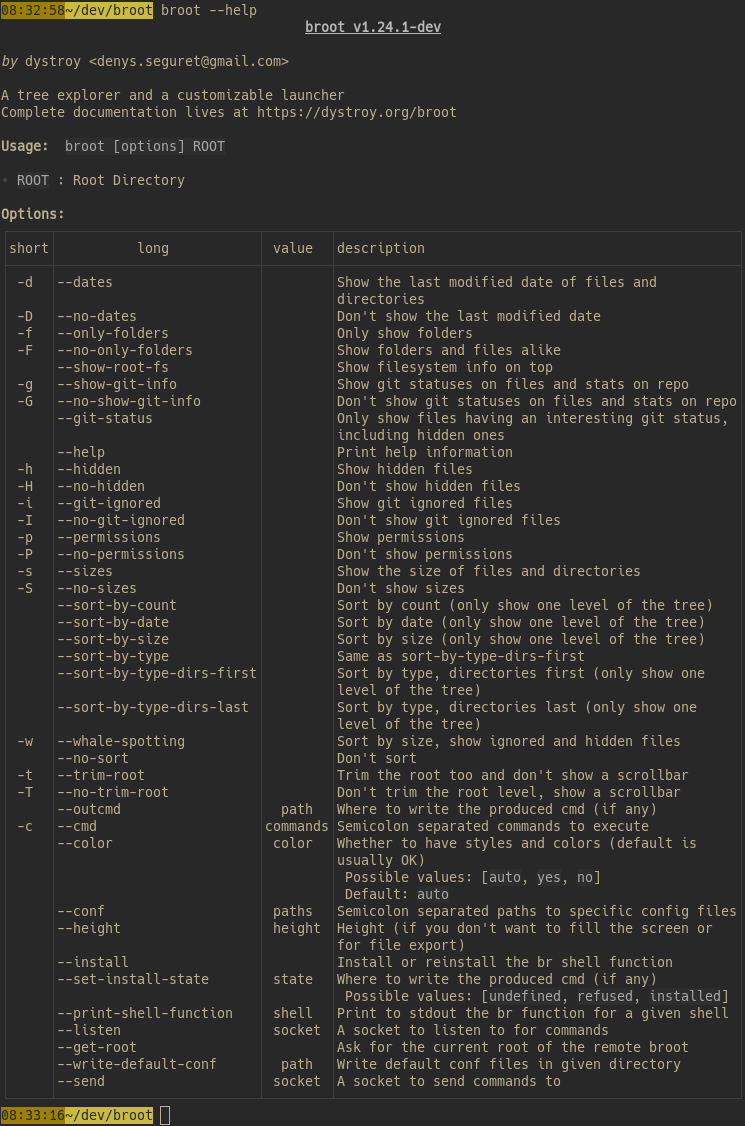 08:32:58~/dev/broot broot --help
broot v1.24.1-dev
by dystroy <denys.seguret@gmail.com>
A tree explorer and a customizable launcher
Complete documentation lives at https://dystroy.org/broot
Usage: broot [options] ROOT
• ROOT : Root Directory
Options:
short long value description
-d --dates Show the last modified date of files and
directories
-D --no-dates Don't show the last modified date
-f --only-folders Only show folders
-F --no-only-folders Show folders and files alike
--show-root-fs Show filesystem info on top
-g --show-git-info Show git statuses on files and stats on repo
-G --no-show-git-info Don't show git statuses on files and stats on repo
--git-status Only show files having an interesting git status,
including hidden ones
--help Print help information
-h --hidden Show hidden files
-H --no-hidden Don't show hidden files
-i --git-ignored Show git ignored files
-I --no-git-ignored Don't show git ignored files
-p --permissions Show permissions
-P --no-permissions Don't show permissions
-s --sizes Show the size of files and directories
-S --no-sizes Don't show sizes
--sort-by-count Sort by count (only show one level of the tree)
--sort-by-date Sort by date (only show one level of the tree)
--sort-by-size Sort by size (only show one level of the tree)
--sort-by-type Same as sort-by-type-dirs-first
--sort-by-type-dirs-first Sort by type, directories first (only show one
level of the tree)
--sort-by-type-dirs-last Sort by type, directories last (only show one
level of the tree)
-w --whale-spotting Sort by size, show ignored and hidden files
--no-sort Don't sort
-t --trim-root Trim the root too and don't show a scrollbar
-T --no-trim-root Don't trim the root level, show a scrollbar
--outcmd path Where to write the produced cmd (if any)
-c --cmd commands Semicolon separated commands to execute
--color color Whether to have styles and colors (default is
usually OK)
Possible values: [auto, yes, no]
Default: auto
--conf paths Semicolon separated paths to specific config files
--height height Height (if you don't want to fill the screen or
for file export)
--install Install or reinstall the br shell function
--set-install-state state Where to write the produced cmd (if any)
Possible values: [undefined, refused, installed]
--print-shell-function shell Print to stdout the br function for a given shell
--listen socket A socket to listen to for commands
--get-root Ask for the current root of the remote broot
--write-default-conf path Write default conf files in given directory
--send socket A socket to send commands to
08:33:16~/dev/broot